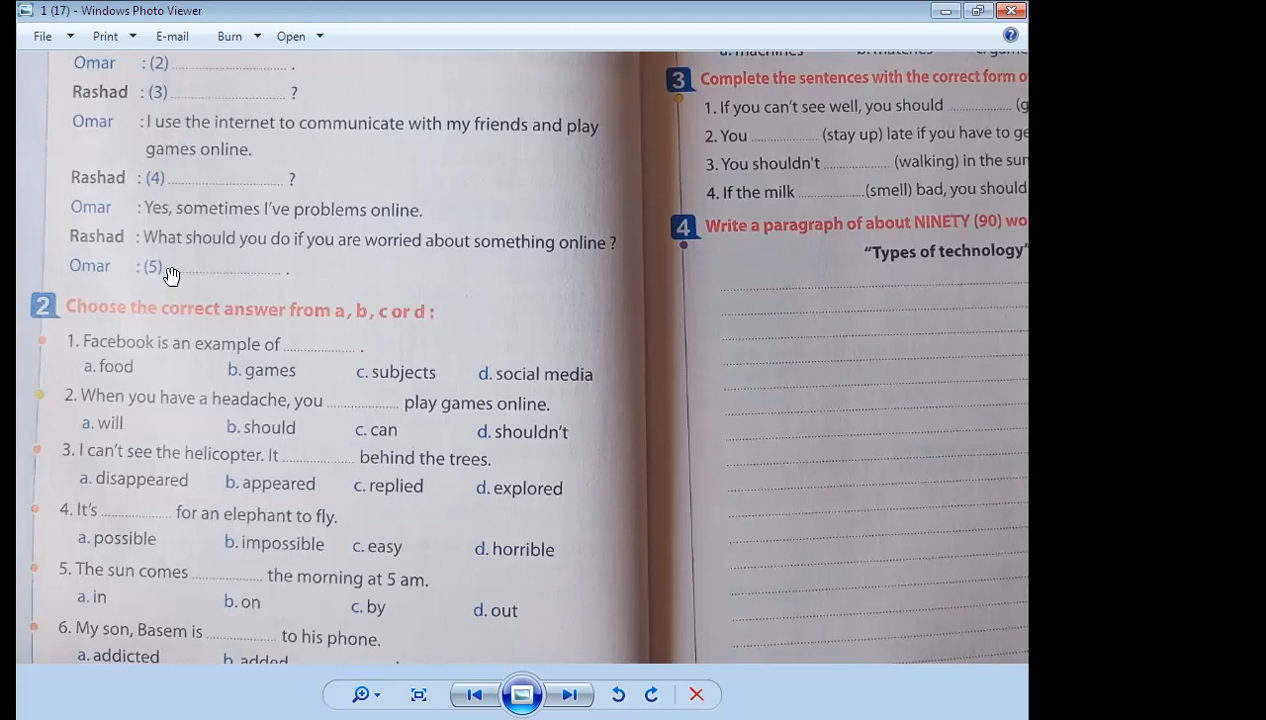 1 (17) - Windows Photo Viewer
File Print E-mail Burn Open
Omar : (2) .............................. .
Rashad : (3) .............................. ?
Omar : I use the internet to communicate with my friends and play
games online.
Rashad : (4) .............................. ?
Omar : Yes, sometimes I've problems online.
Rashad : What should you do if you are worried about something online ?
Omar : (5) .............................. .
2 Choose the correct answer from a, b, c or d :
1. Facebook is an example of .................. .
a. food b. games c. subjects d. social media
2. When you have a headache, you .................. play games online.
a. will b. should c. can d. shouldn't
3. I can't see the helicopter. It .................. behind the trees.
a. disappeared b. appeared c. replied d. explored
4. It's .................. for an elephant to fly.
a. possible b. impossible c. easy d. horrible
5. The sun comes .................. the morning at 5 am.
a. in b. on c. by d. out
6. My son, Basem is .................. to his phone.
a. addicted b. added
a. machines b. matches
3 Complete the sentences with the correct form o
1. If you can't see well, you should ................ (g
2. You ................ (stay up) late if you have to ge
3. You shouldn't ................ (walking) in the sun
4. If the milk ................ (smell) bad, you should
4 Write a paragraph of about NINETY (90) wo
"Types of technology"